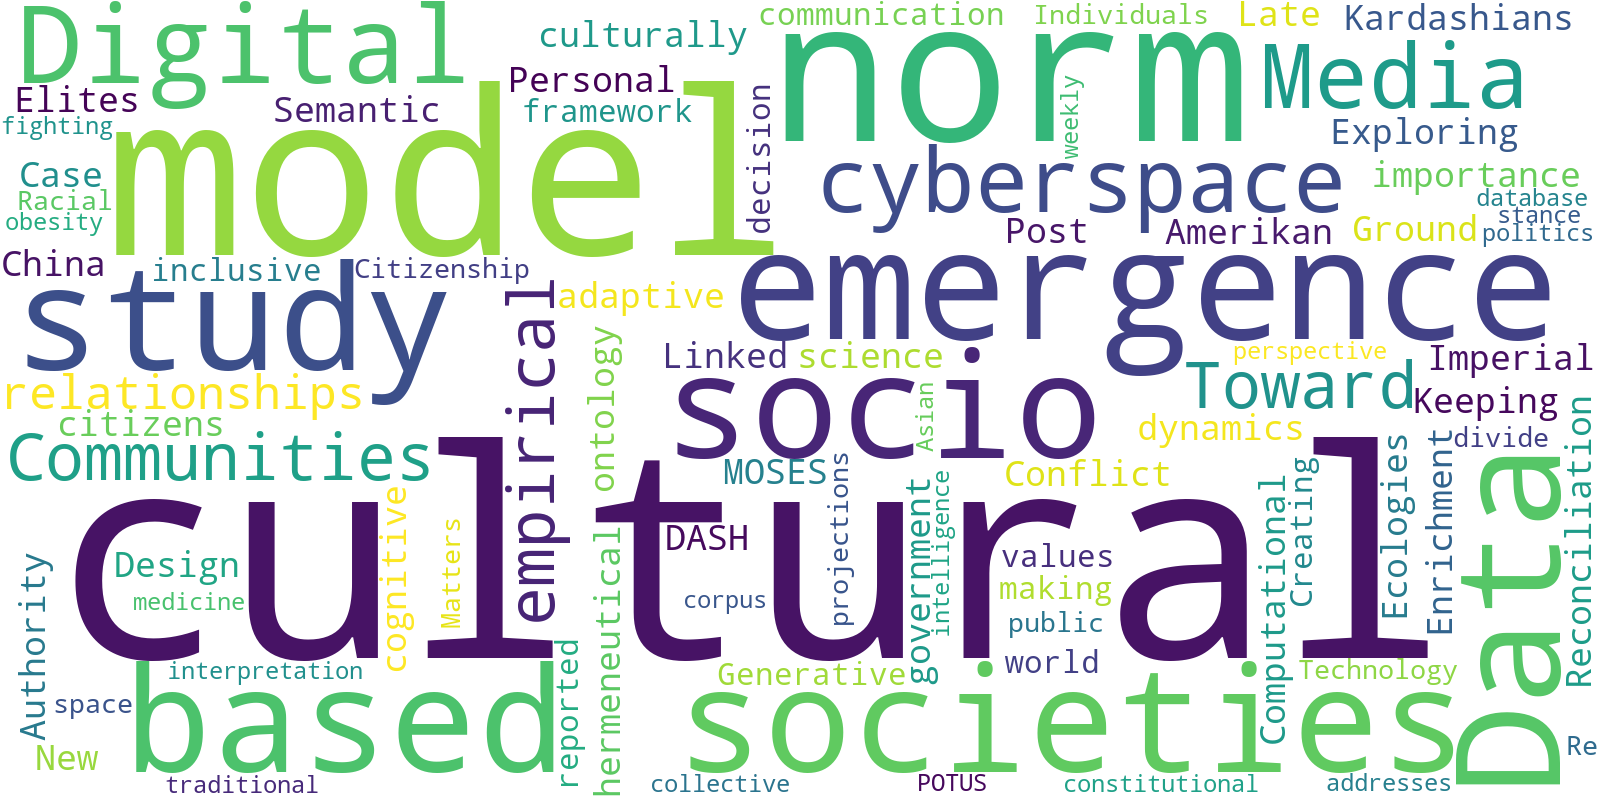 Digital
model
norm
Media
communication
Individuals
Late
Kardashians
culturally
Personal
Elites
Semantic
framework
fighting
decision
weekly
Exploring
Case
cyberspace
importance
Racial
database
obesity
stance
Post
Amerikan
Ground
politics
China
inclusive
Citizenship
study
empirical
adaptive
emergence
ontology
Linked
science
perspective
Imperial
relationships
socio
Toward
Keeping
citizens
Asian
dynamics
divide
Communities
MOSES
Conflict
Reconciliation
cultural
cognitive
Matters
DASH
projections
government
intelligence
values
Computational
Creating
Ecologies
Enrichment
Data
Design
medicine
hermeneutical
corpus
making
public
Authority
interpretation
reported
Generative
world
Technology
space
based
societies
New
Re
traditional
collective
POTUS
constitutional
addresses